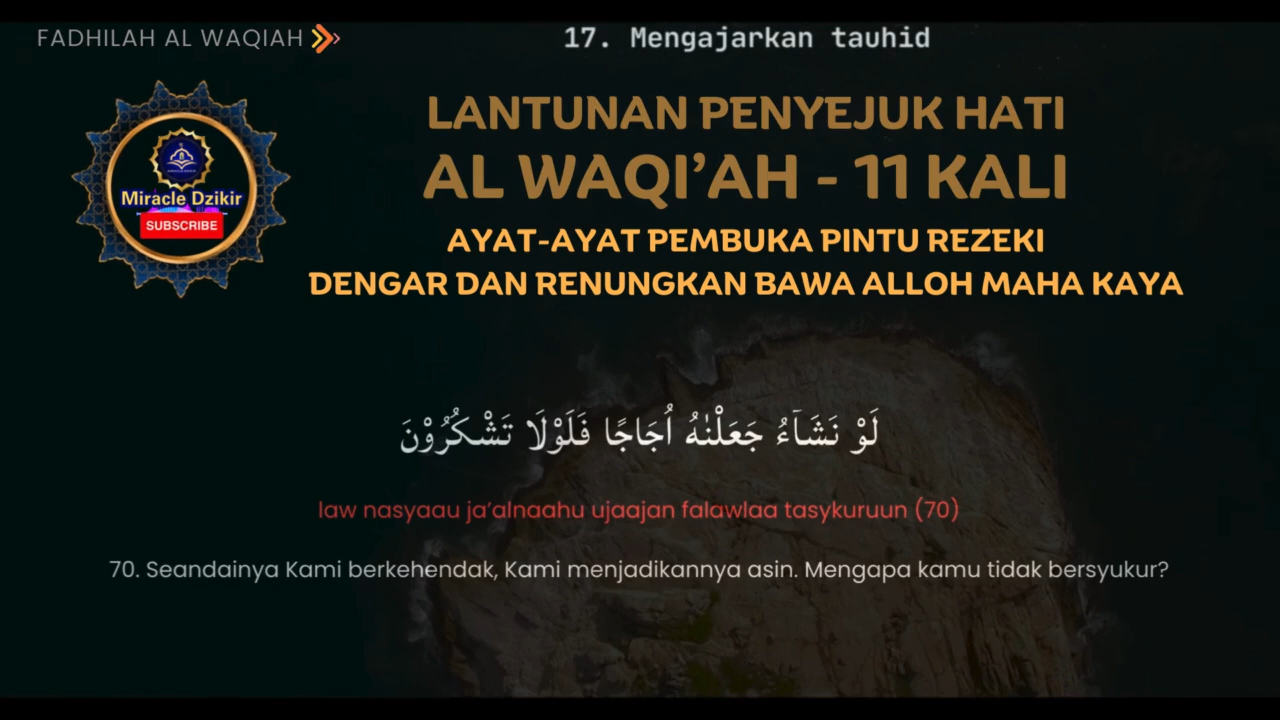 FADHILAH AL WAQIAH
17. Mengajarkan tauhid
LANTUNAN PENYEJUK HATI
AL WAQI'AH - 11 KALI
AYAT-AYAT PEMBUKA PINTU REZEKI
DENGAR DAN RENUNGKAN BAWA ALLOH MAHA KAYA
Miracle Dzikir
SUBSCRIBE
لَوْ نَشَاۤءُ جَعَلْنٰهُ اُجَاجًا فَلَوْلَا تَشْكُرُوْنَ
law nasyaau ja'alnaahu ujaajan falawlaa tasykuruun (70)
70. Seandainya Kami berkehendak, Kami menjadikannya asin. Mengapa kamu tidak bersyukur?